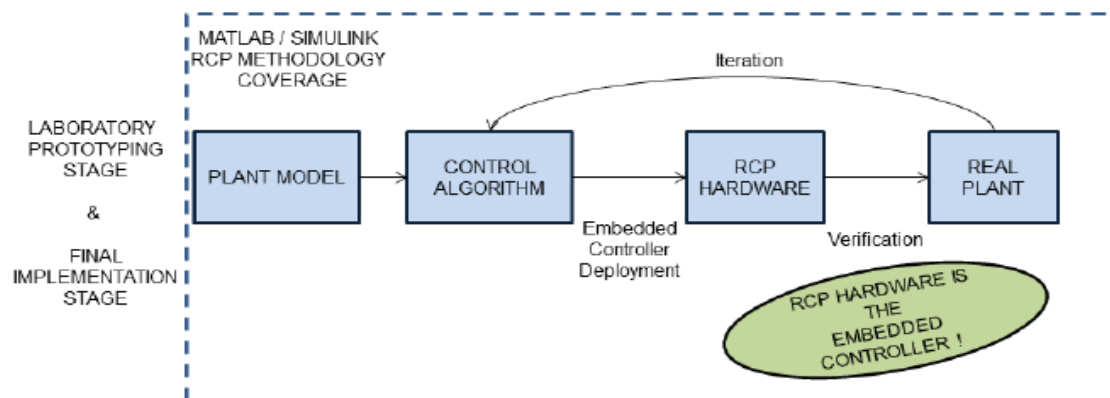 MATLAB / SIMULINK
RCP METHODOLOGY
COVERAGE
Iteration
LABORATORY
PROTOTYPING
STAGE
&
FINAL
IMPLEMENTATION
STAGE
PLANT MODEL
CONTROL
ALGORITHM
RCP
HARDWARE
REAL
PLANT
Embedded
Controller
Deployment
Verification
RCP HARDWARE IS
THE
EMBEDDED
CONTROLLER !